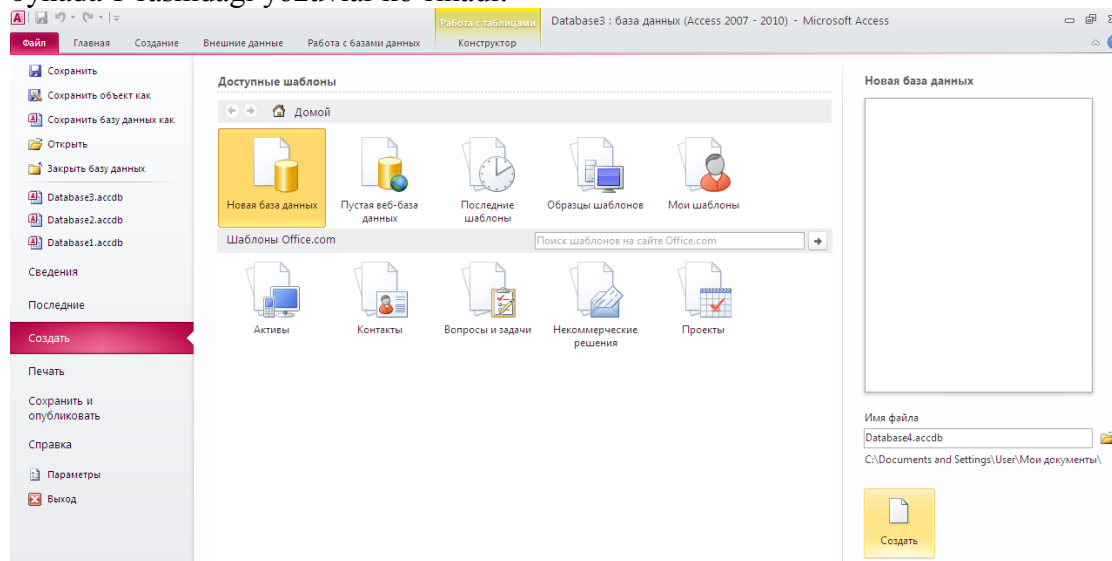 Работа с таблицами
Database3 : база данных (Access 2007 - 2010) - Microsoft Access
Файл Главная Создание Внешние данные Работа с базами данных Конструктор
Сохранить
Сохранить объект как
Сохранить базу данных как
Открыть
Закрыть базу данных
Database3.accdb
Database2.accdb
Database1.accdb
Сведения
Последние
Создать
Печать
Сохранить и
опубликовать
Справка
Параметры
Выход
Доступные шаблоны
Домой
Новая база данных
Пустая веб-база
данных
Последние
шаблоны
Образцы шаблонов
Мои шаблоны
Шаблоны Office.com
Поиск шаблонов на сайте Office.com
Активы
Контакты
Вопросы и задачи
Некоммерческие
решения
Проекты
Новая база данных
Имя файла
Database4.accdb
C:\Documents and Settings\User\Мои документы\
Создать